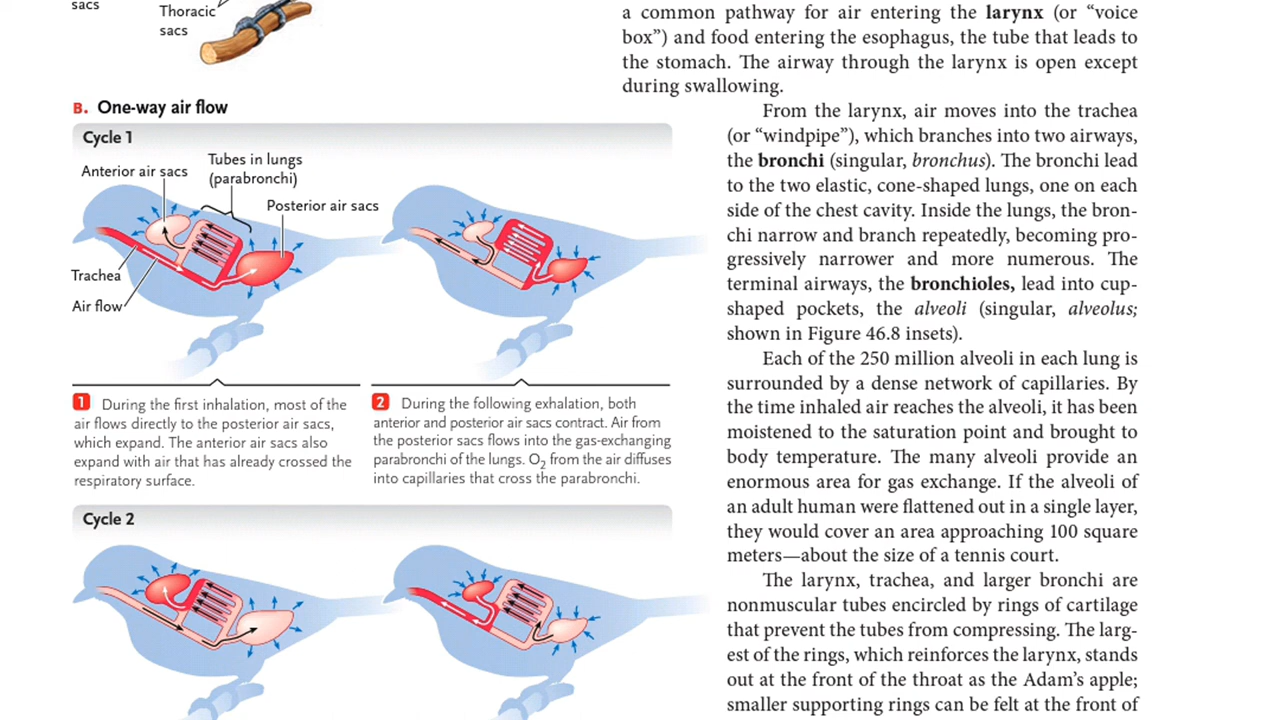 sacs
Thoracic
sacs
B. One-way air flow
Cycle 1
Anterior air sacs
Tubes in lungs
(parabronchi)
Posterior air sacs
Trachea
Air flow
1 During the first inhalation, most of the
air flows directly to the posterior air sacs,
which expand. The anterior air sacs also
expand with air that has already crossed the
respiratory surface.
2 During the following exhalation, both
anterior and posterior air sacs contract. Air from
the posterior sacs flows into the gas-exchanging
parabronchi of the lungs. O₂ from the air diffuses
into capillaries that cross the parabronchi.
Cycle 2
a common pathway for air entering the larynx (or “voice
box”) and food entering the esophagus, the tube that leads to
the stomach. The airway through the larynx is open except
during swallowing.
From the larynx, air moves into the trachea
(or “windpipe”), which branches into two airways,
the bronchi (singular, bronchus). The bronchi lead
to the two elastic, cone-shaped lungs, one on each
side of the chest cavity. Inside the lungs, the bron-
chi narrow and branch repeatedly, becoming pro-
gressively narrower and more numerous. The
terminal airways, the bronchioles, lead into cup-
shaped pockets, the alveoli (singular, alveolus;
shown in Figure 46.8 insets).
Each of the 250 million alveoli in each lung is
surrounded by a dense network of capillaries. By
the time inhaled air reaches the alveoli, it has been
moistened to the saturation point and brought to
body temperature. The many alveoli provide an
enormous area for gas exchange. If the alveoli of
an adult human were flattened out in a single layer,
they would cover an area approaching 100 square
meters—about the size of a tennis court.
The larynx, trachea, and larger bronchi are
nonmuscular tubes encircled by rings of cartilage
that prevent the tubes from compressing. The larg-
est of the rings, which reinforces the larynx, stands
out at the front of the throat as the Adam’s apple;
smaller supporting rings can be felt at the front of